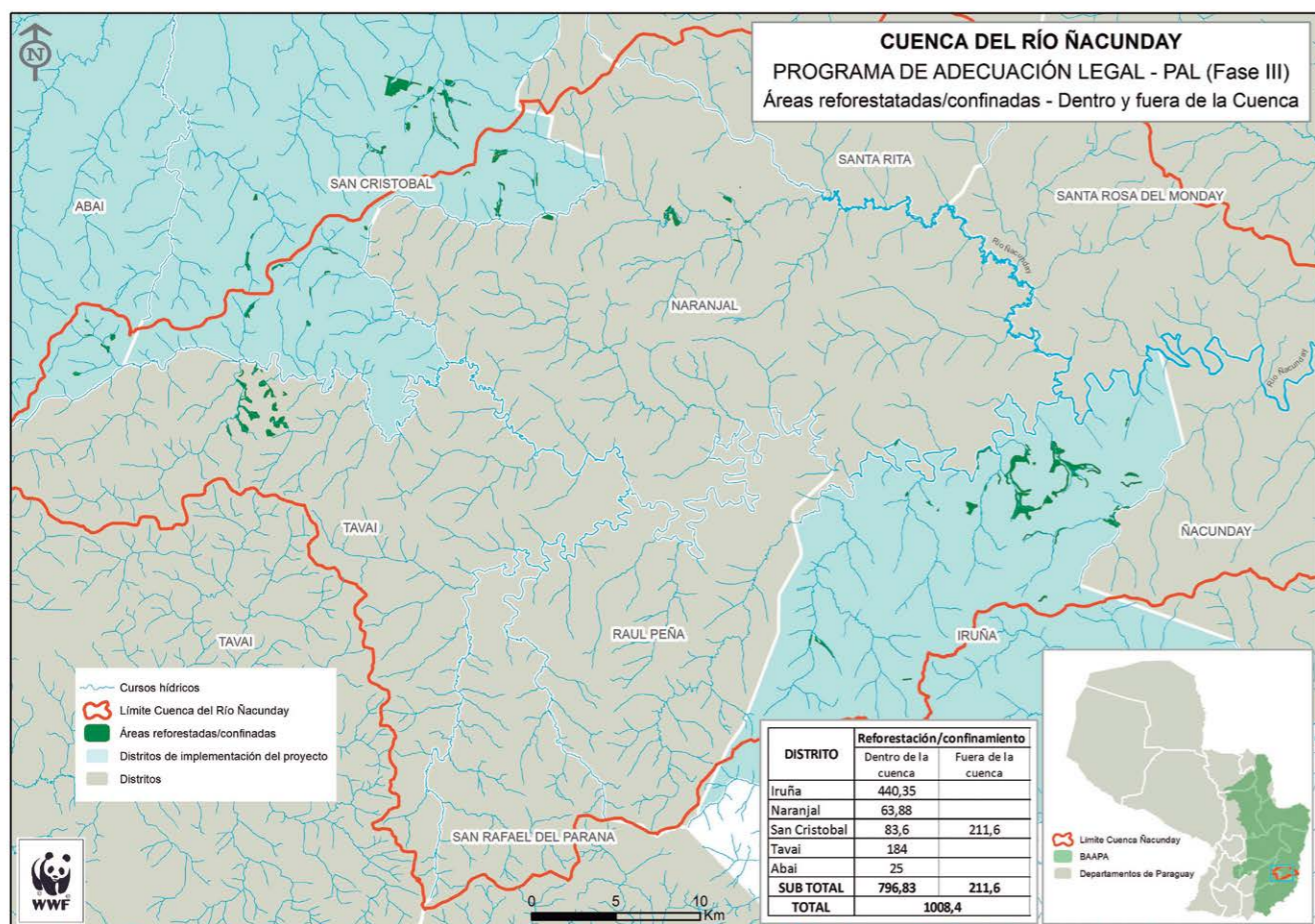 CUENCA DEL RÍO ÑACUNDAY
PROGRAMA DE ADECUACIÓN LEGAL - PAL (Fase III)
Áreas reforestatadas/confinadas - Dentro y fuera de la Cuenca
N
SANTA RITA
SAN CRISTOBAL
SANTA ROSA DEL MONDAY
ABAI
Río Ñacunday
NARANJAL
Río Ñacunday
TAVAI
ÑACUNDAY
TAVAI
RAUL PEÑA
IRUÑA
SAN RAFAEL DEL PARANA
Cursos hídricos
Límite Cuenca del Río Ñacunday
Áreas reforestadas/confinadas
Distritos de implementación del proyecto
Distritos
WWF
0 5 10
Km
DISTRITO Reforestación/confinamiento
Dentro de la cuenca Fuera de la cuenca
Iruña 440,35
Naranjal 63,88
San Cristobal 83,6 211,6
Tavai 184
Abai 25
SUB TOTAL 796,83 211,6
TOTAL 1008,4
Límite Cuenca Ñacunday
BAAPA
Departamentos de Paraguay